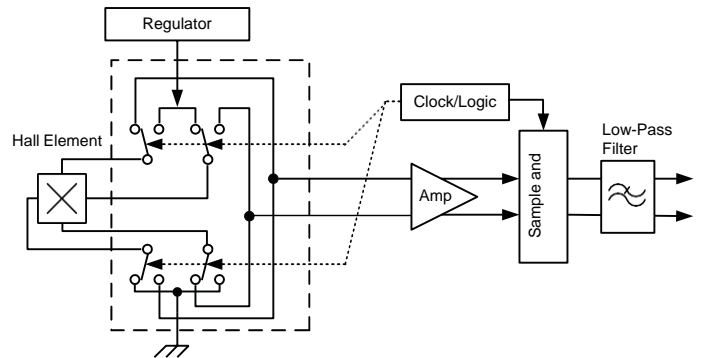 Regulator
Clock/Logic
Hall Element
Low-Pass
Filter
Amp
Sample and